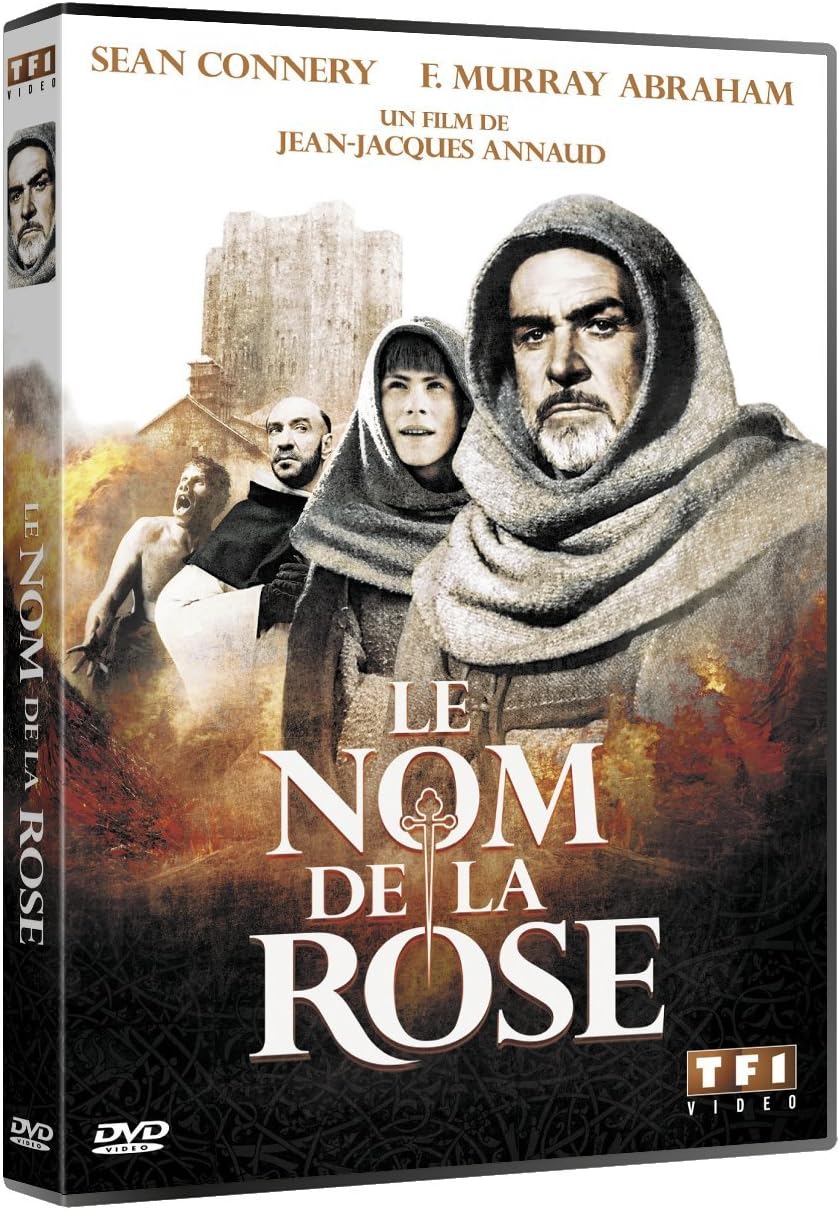 TF1
VIDEO
LE NOM DE LA ROSE
DVD
VIDEO
SEAN CONNERY F. MURRAY ABRAHAM
UN FILM DE
JEAN-JACQUES ANNAUD
LE
NOM
DE LA
ROSE
TF1
VIDEO
DVD
VIDEO